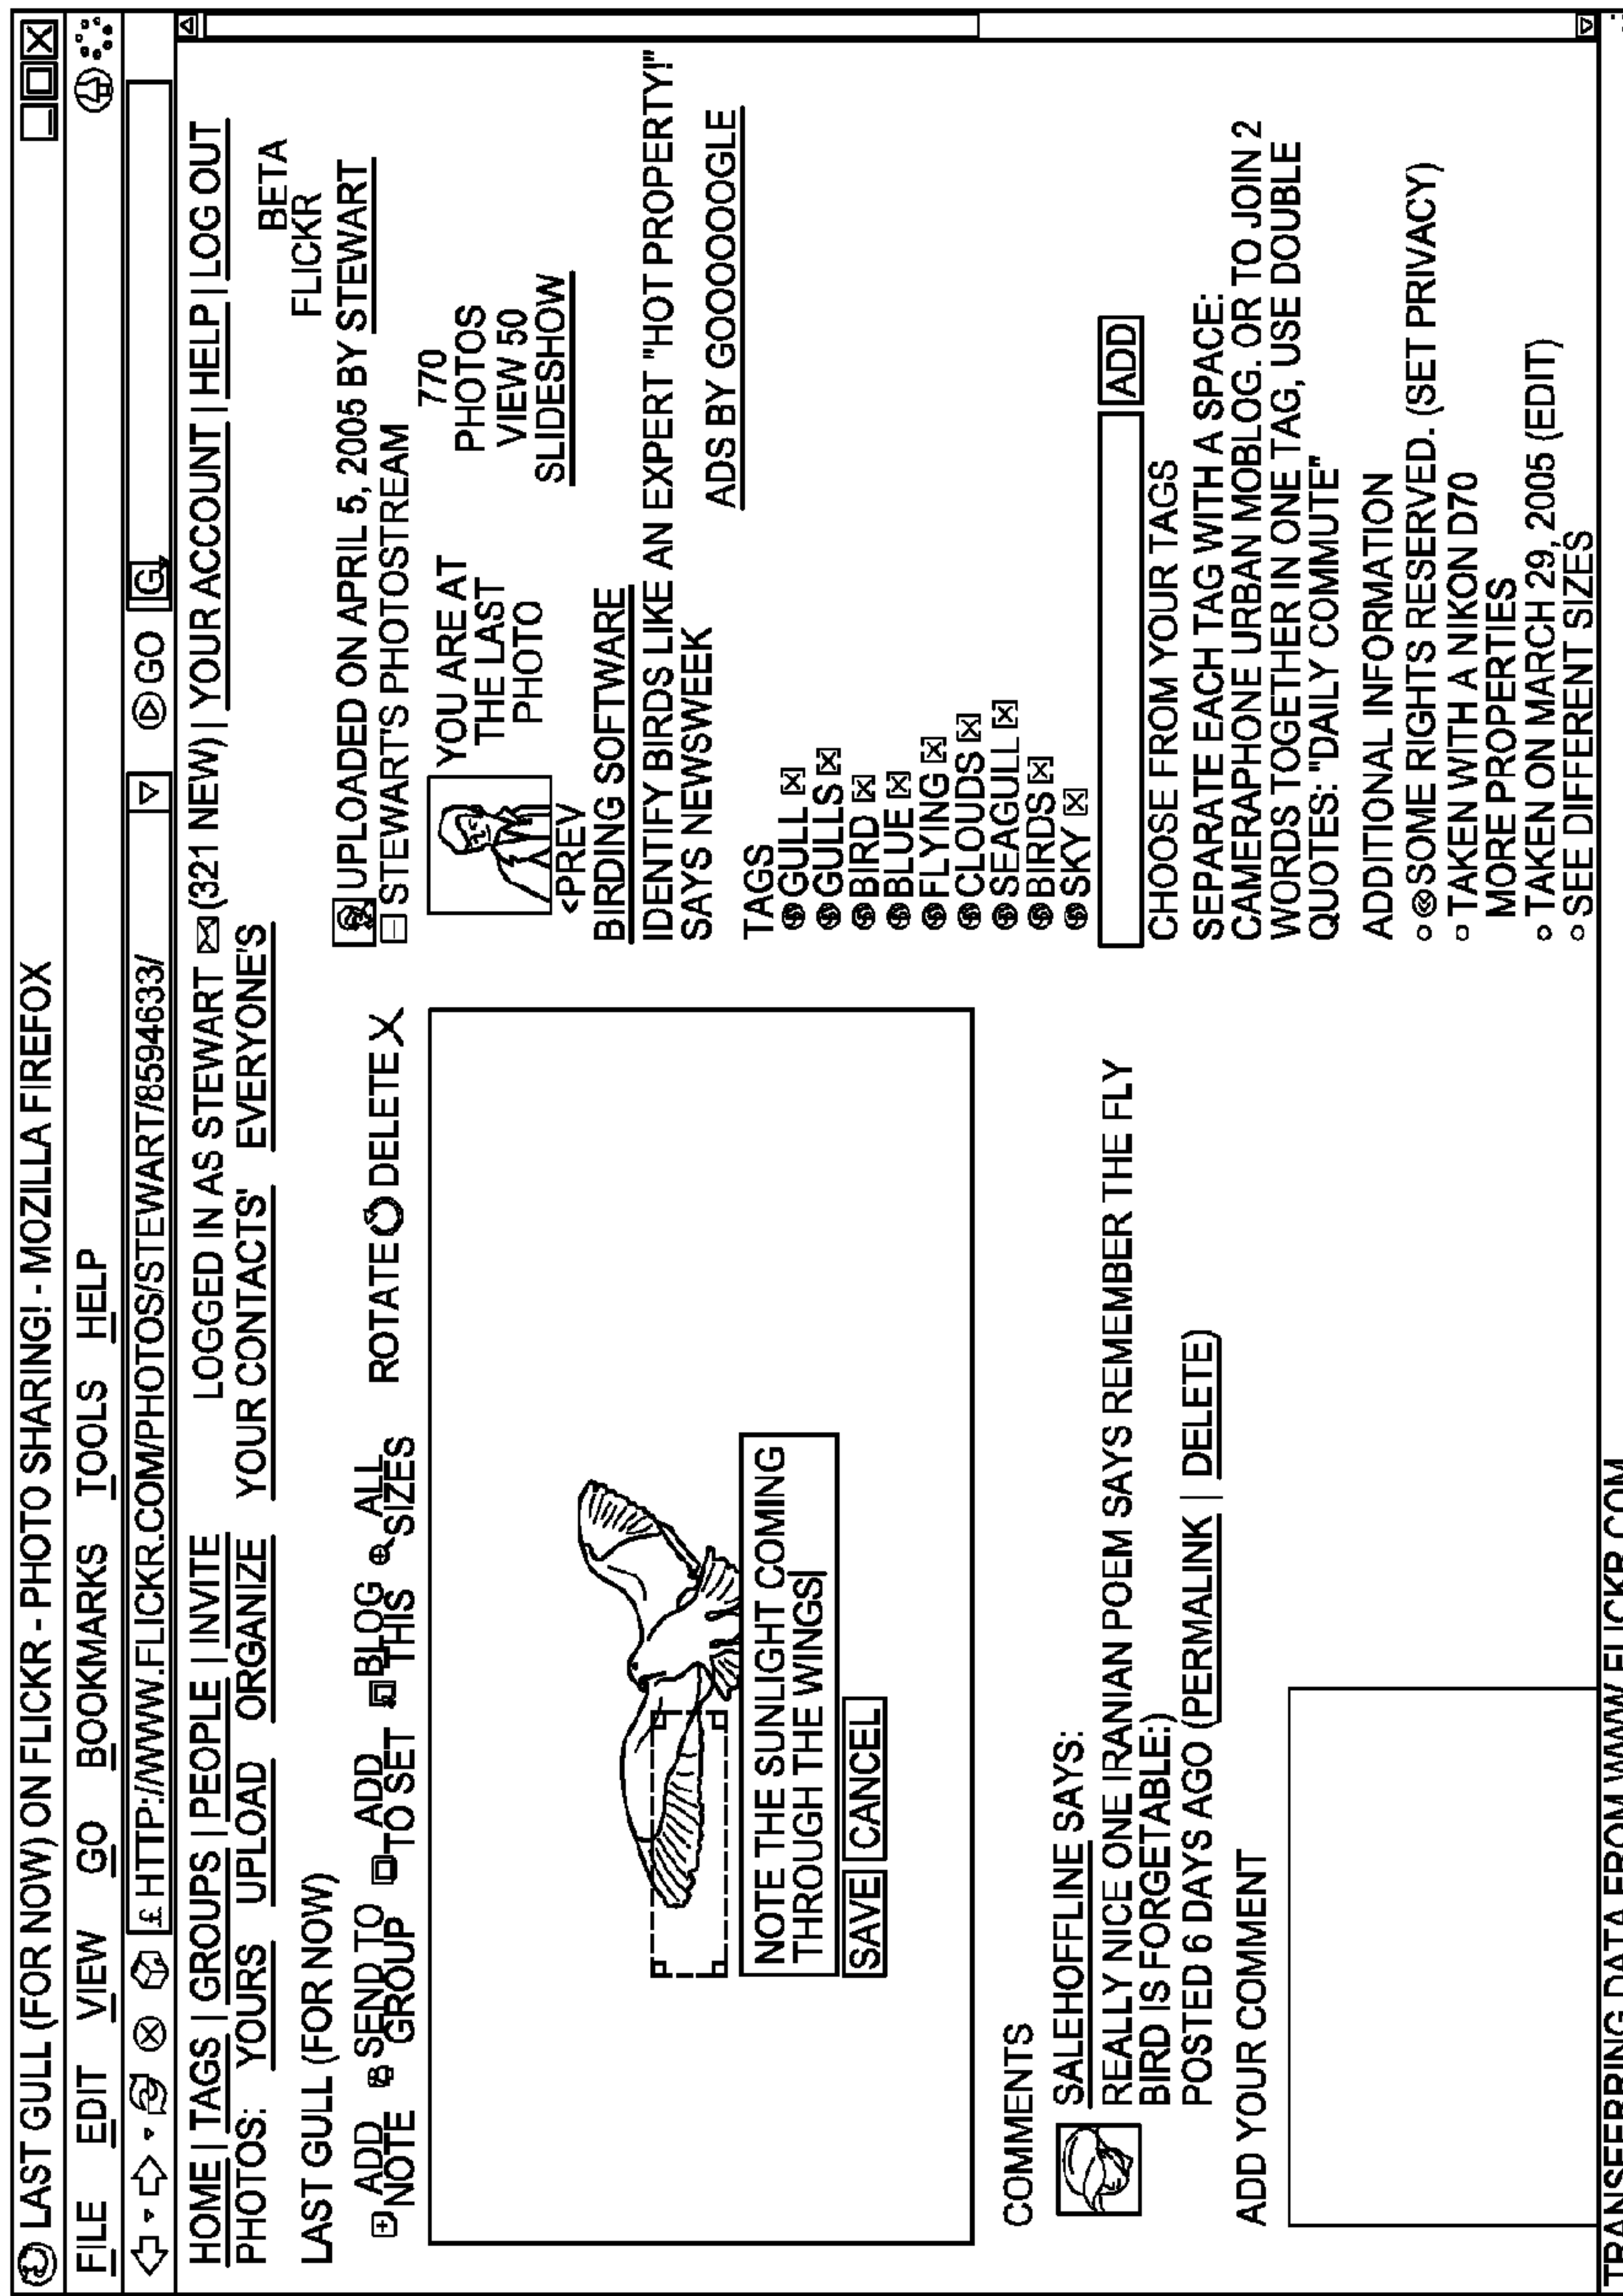 LAST GULL (FOR NOW) ON FLICKR - PHOTO SHARING! - MOZILLA FIREFOX
FILE EDIT VIEW GO BOOKMARKS TOOLS HELP
£ HTTP://WWW.FLICKR.COM/PHOTOS/STEWART/8594633/ GO G
HOME | TAGS | GROUPS | PEOPLE | INVITE
LOGGED IN AS STEWART (321 NEW) | YOUR ACCOUNT | HELP | LOG OUT
PHOTOS: YOURS UPLOAD ORGANIZE YOUR CONTACTS' EVERYONE'S
BETA
FLICKR
LAST GULL (FOR NOW)
ADD NOTE
SEND TO GROUP
ADD TO SET
BLOG THIS
ALL SIZES
ROTATE DELETE
NOTE THE SUNLIGHT COMING
THROUGH THE WINGS
SAVE CANCEL
COMMENTS
SALEHOFFLINE SAYS:
REALLY NICE ONE IRANIAN POEM SAYS REMEMBER THE FLY
BIRD IS FORGETABLE:)
POSTED 6 DAYS AGO (PERMALINK | DELETE)
ADD YOUR COMMENT
UPLOADED ON APRIL 5, 2005 BY STEWART
STEWART'S PHOTOSTREAM
YOU ARE AT
THE LAST
PHOTO
770
PHOTOS
VIEW 50
SLIDESHOW
<PREV
BIRDING SOFTWARE
IDENTIFY BIRDS LIKE AN EXPERT "HOT PROPERTY!"
SAYS NEWSWEEK
ADS BY GOOOOOOOGLE
TAGS
GULL
GULLS
BIRD
BLUE
FLYING
CLOUDS
SEAGULL
BIRDS
SKY
ADD
CHOOSE FROM YOUR TAGS
SEPARATE EACH TAG WITH A SPACE:
CAMERAPHONE URBAN MOBLOG. OR TO JOIN 2
WORDS TOGETHER IN ONE TAG, USE DOUBLE
QUOTES: "DAILY COMMUTE"
ADDITIONAL INFORMATION
SOME RIGHTS RESERVED. (SET PRIVACY)
TAKEN WITH A NIKON D70
MORE PROPERTIES
TAKEN ON MARCH 29, 2005 (EDIT)
SEE DIFFERENT SIZES
TRANSFERRING DATA FROM WWW.FLICKR.COM